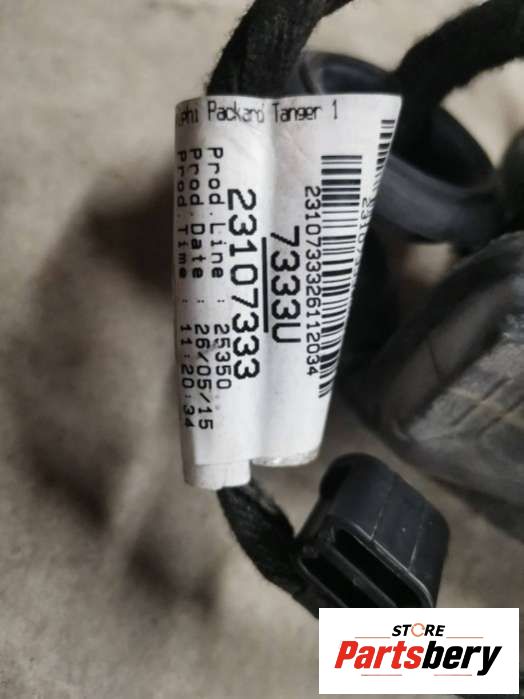 Packard Tanger 1
23107333
7333U
2310733326112034
Prod.Line : 25350
Prod.Date : 26/05/15
Prod.Time : 11:20:34
STORE
Partsbery